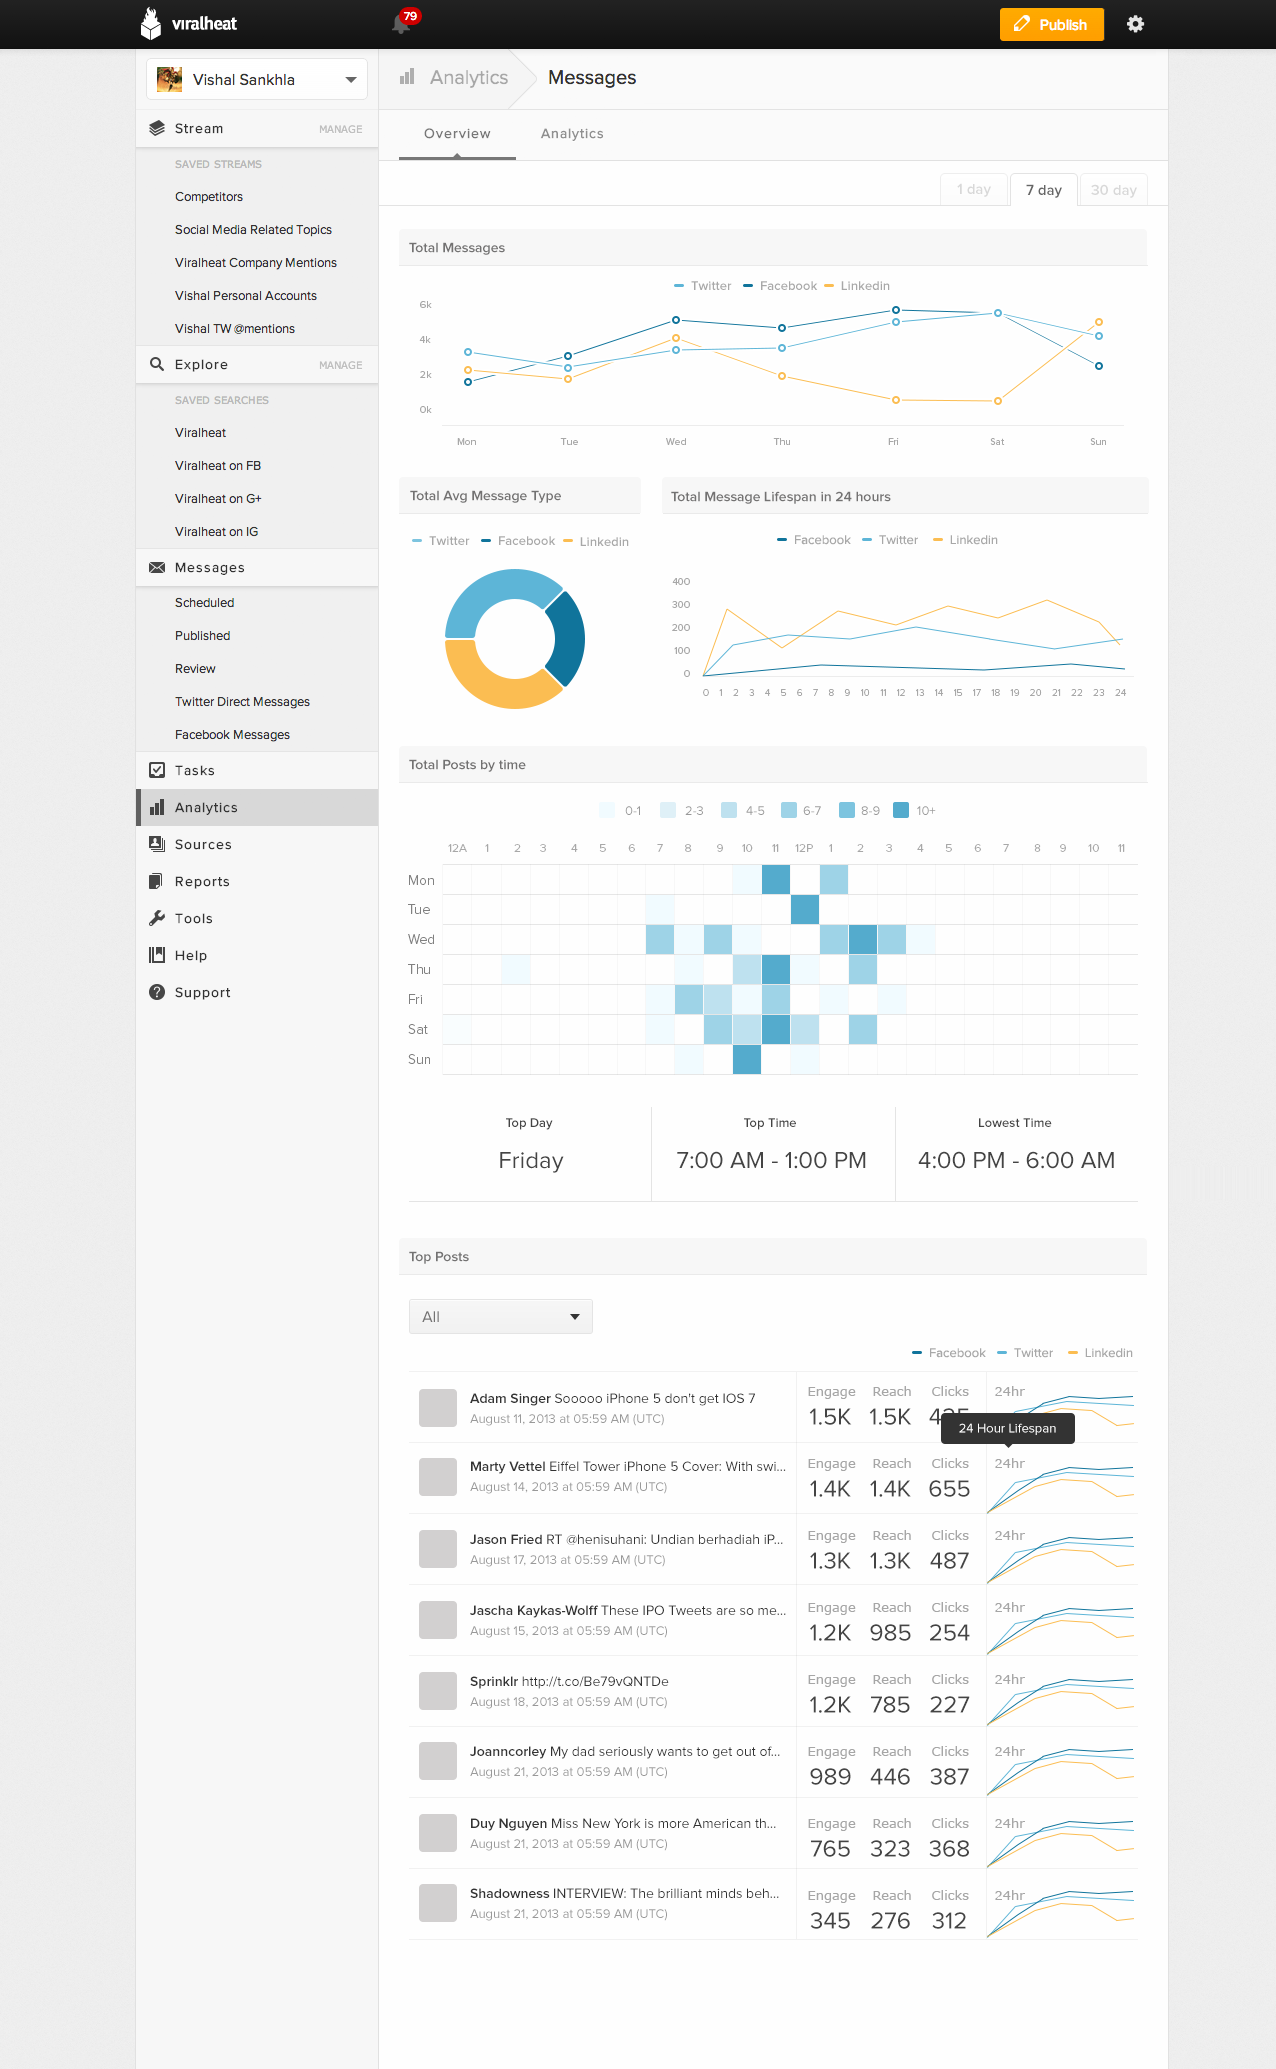 viralheat
79
Publish
Vishal Sankhla
Analytics
Messages
Stream MANAGE
SAVED STREAMS
Competitors
Social Media Related Topics
Viralheat Company Mentions
Vishal Personal Accounts
Vishal TW @mentions
Explore MANAGE
SAVED SEARCHES
Viralheat
Viralheat on FB
Viralheat on G+
Viralheat on IG
Messages
Scheduled
Published
Review
Twitter Direct Messages
Facebook Messages
Tasks
Analytics
Sources
Reports
Tools
Help
Support
Overview Analytics
1 day 7 day 30 day
Total Messages
Twitter Facebook Linkedin
6k
4k
2k
0k
Mon Tue Wed Thu Fri Sat Sun
Total Avg Message Type
Twitter Facebook Linkedin
Total Message Lifespan in 24 hours
Facebook Twitter Linkedin
400
300
200
100
0
0 1 2 3 4 5 6 7 8 9 10 11 12 13 14 15 17 18 19 20 21 22 23 24
Total Posts by time
0-1 2-3 4-5 6-7 8-9 10+
12A 1 2 3 4 5 6 7 8 9 10 11 12P 1 2 3 4 5 6 7 8 9 10 11
Mon
Tue
Wed
Thu
Fri
Sat
Sun
Top Day Top Time Lowest Time
Friday 7:00 AM - 1:00 PM 4:00 PM - 6:00 AM
Top Posts
All
Facebook Twitter Linkedin
Adam Singer Sooooo iPhone 5 don't get IOS 7
August 11, 2013 at 05:59 AM (UTC)
Engage Reach Clicks 24hr
1.5K 1.5K
24 Hour Lifespan
Marty Vettel Eiffel Tower iPhone 5 Cover: With swi...
August 14, 2013 at 05:59 AM (UTC)
Engage Reach Clicks 24hr
1.4K 1.4K 655
Jason Fried RT @henisuhani: Undian berhadiah iP...
August 17, 2013 at 05:59 AM (UTC)
Engage Reach Clicks 24hr
1.3K 1.3K 487
Jascha Kaykas-Wolff These IPO Tweets are so me...
August 15, 2013 at 05:59 AM (UTC)
Engage Reach Clicks 24hr
1.2K 985 254
Sprinklr http://t.co/Be79vQNTDe
August 18, 2013 at 05:59 AM (UTC)
Engage Reach Clicks 24hr
1.2K 785 227
Joanncorley My dad seriously wants to get out of...
August 21, 2013 at 05:59 AM (UTC)
Engage Reach Clicks 24hr
989 446 387
Duy Nguyen Miss New York is more American th...
August 21, 2013 at 05:59 AM (UTC)
Engage Reach Clicks 24hr
765 323 368
Shadowness INTERVIEW: The brilliant minds beh...
August 21, 2013 at 05:59 AM (UTC)
Engage Reach Clicks 24hr
345 276 312